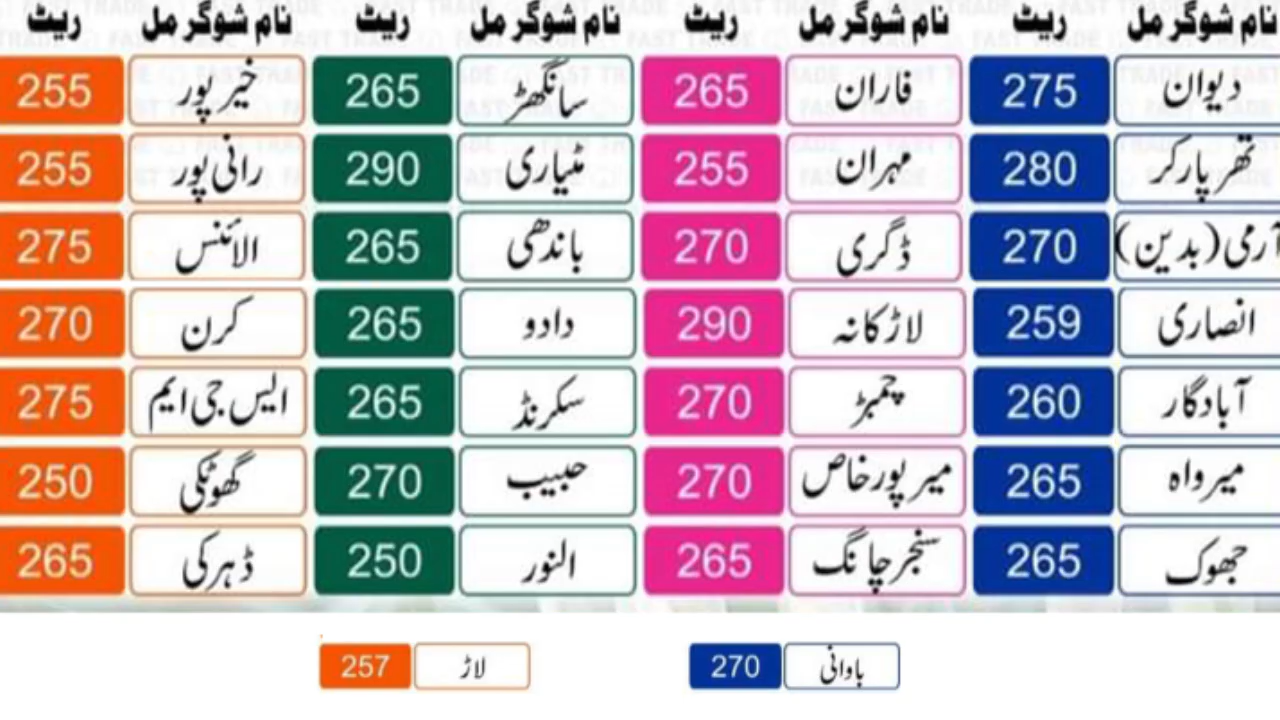 نام شوگر مل ریٹ نام شوگر مل ریٹ نام شوگر مل ریٹ نام شوگر مل ریٹ
دیوان 275 فاران 265 سانگھڑ 265 خیرپور 255
تھرپارکر 280 مہران 255 مٹیاری 290 رانی پور 255
آرمی (بدین) 270 ڈگری 270 باندھی 265 الائنس 275
انصاری 259 لاڑکانہ 290 دادو 265 کرن 270
آبادگار 260 چمبڑ 270 سکرنڈ 265 ایس جی ایم 275
میرواہ 265 میرپورخاص 270 حبیب 270 گھوٹکی 250
جھوک 265 سنجرچانگ 265 النور 250 ڈہرکی 265
باوانی 270 لاڑ 257
FAST TRADE